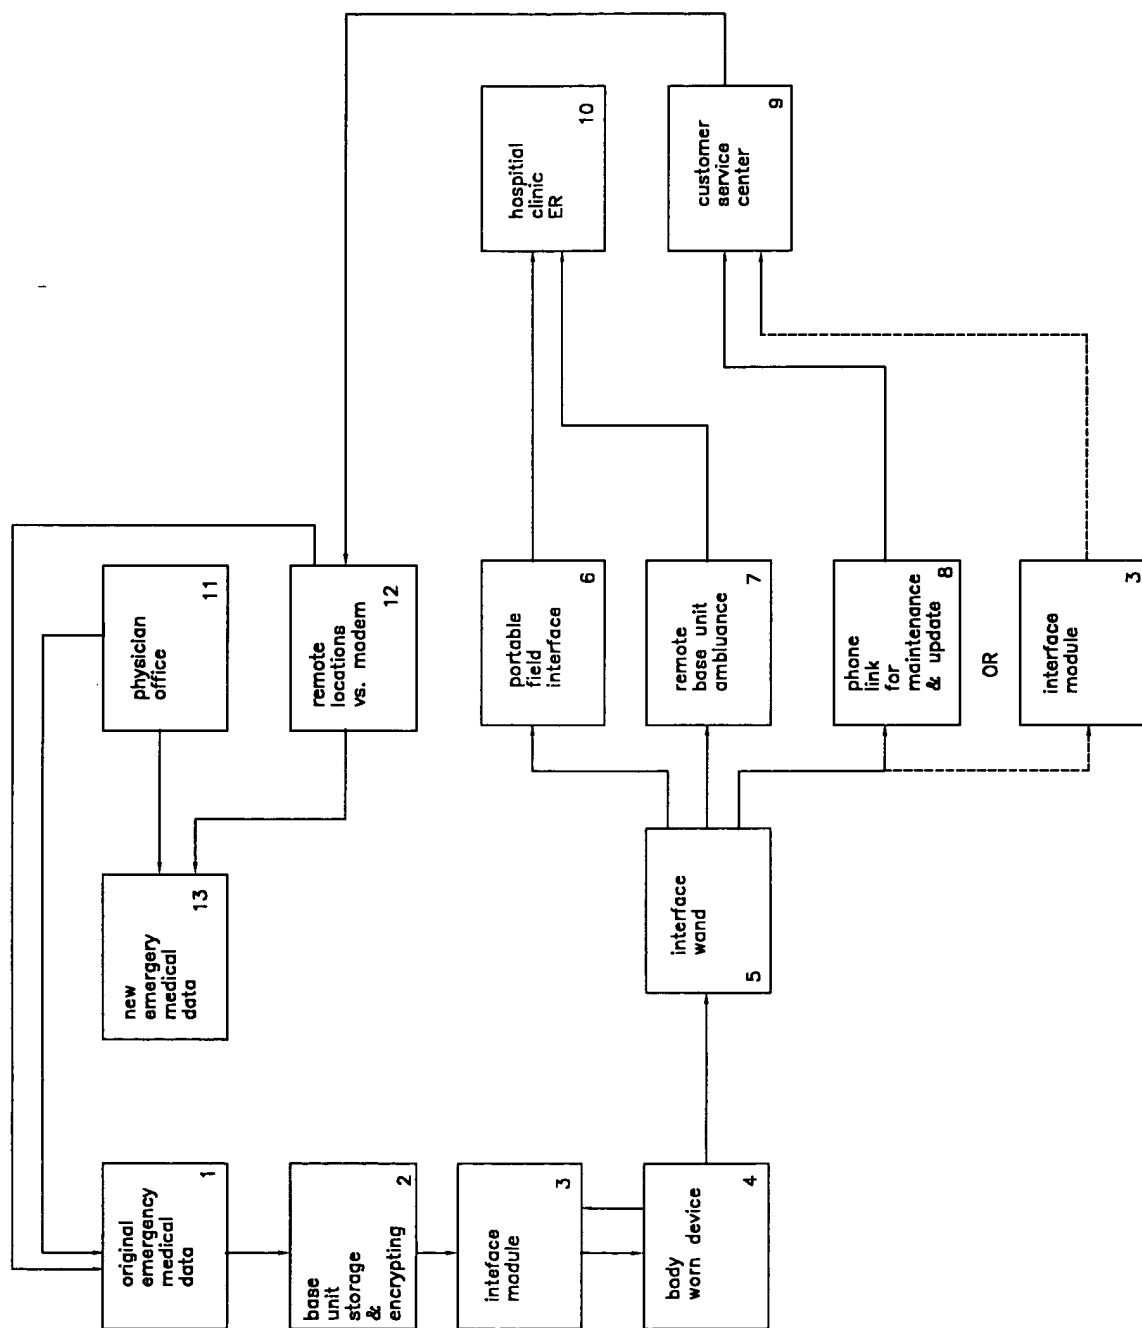 original
emergency
medical
data
1
base
unit
storage
&
encrypting
2
inteface
module
3
body
worn device
4
new
emergery
medical
data
13
interface
wand
5
physician
office
11
remote
locations
vs. modem
12
portable
field
interface
6
remote
base unit
ambluance
7
phone
link
for
maintenance
& update
8
OR
interface
module
3
hospitial
clinic
ER
10
customer
service
center
9